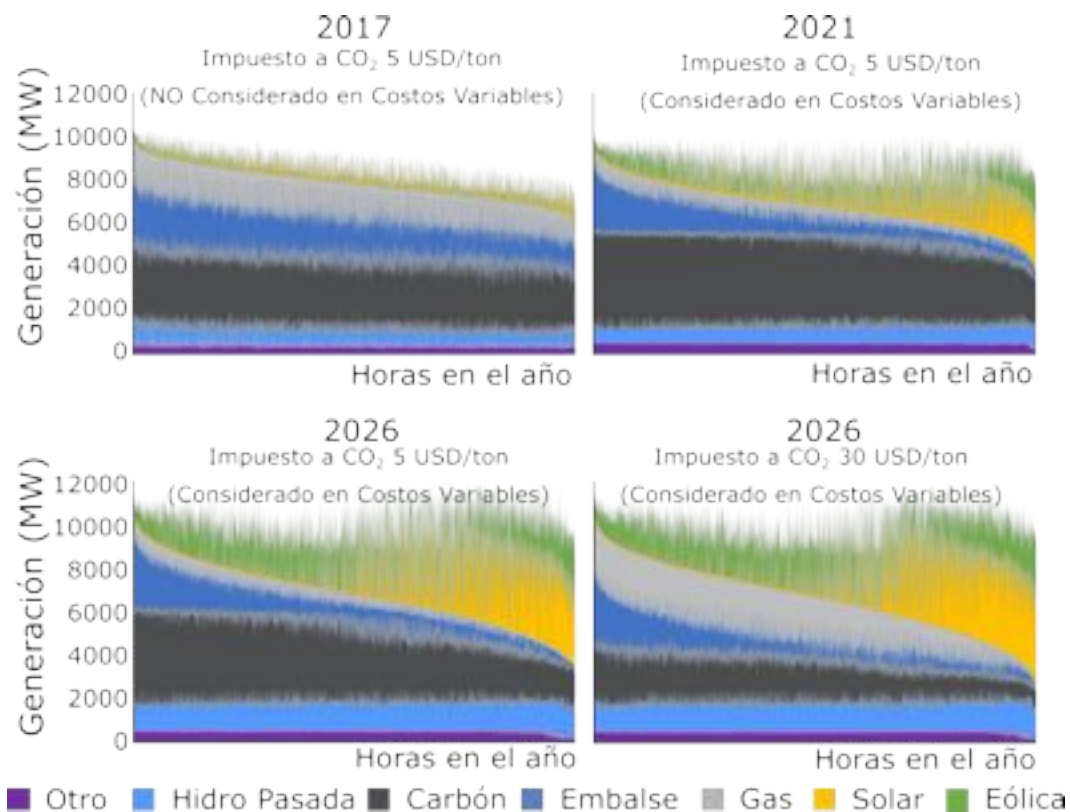 2017
Impuesto a CO₂ 5 USD/ton
(NO Considerado en Costos Variables)
Generación (MW)
12000
10000
8000
6000
4000
2000
0
Horas en el año
2021
Impuesto a CO₂ 5 USD/ton
(Considerado en Costos Variables)
Horas en el año
2026
Impuesto a CO₂ 5 USD/ton
(Considerado en Costos Variables)
Generación (MW)
12000
10000
8000
6000
4000
2000
0
Horas en el año
2026
Impuesto a CO₂ 30 USD/ton
(Considerado en Costos Variables)
Horas en el año
Otro Hidro Pasada Carbón Embalse Gas Solar Eólica